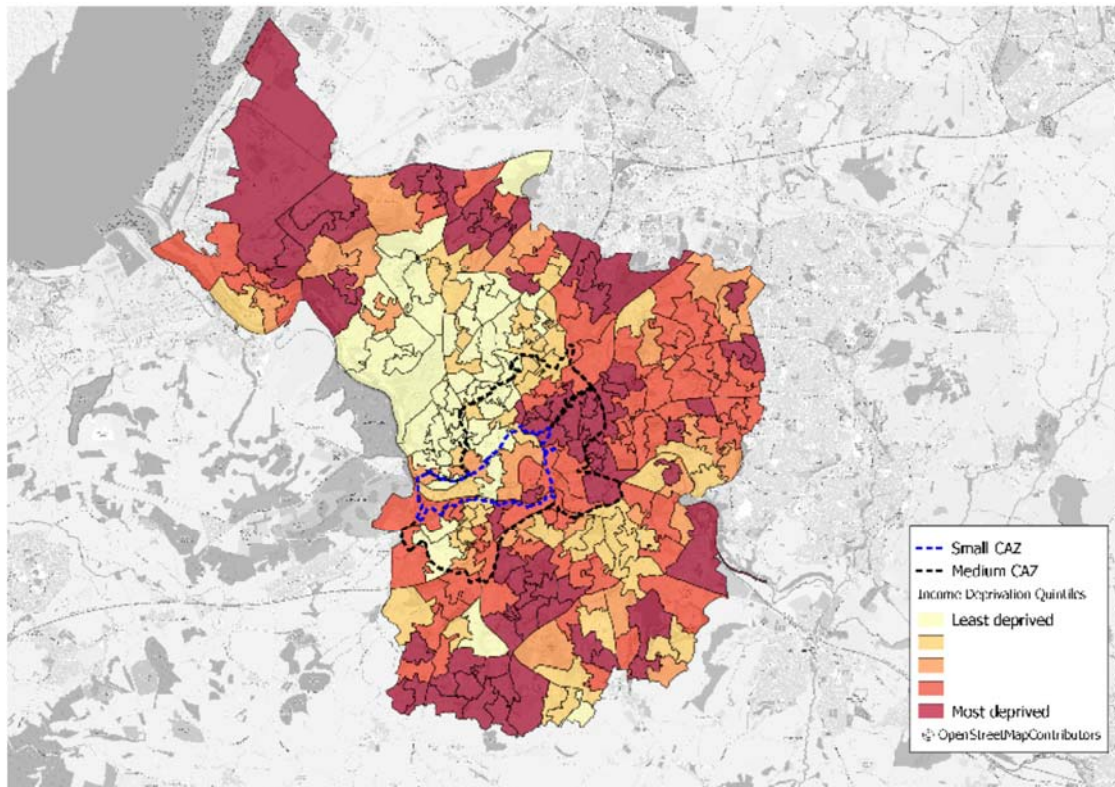 Small CAZ
Medium CAZ
Income Deprivation Quintiles
Least deprived
Most deprived
OpenStreetMapContributors